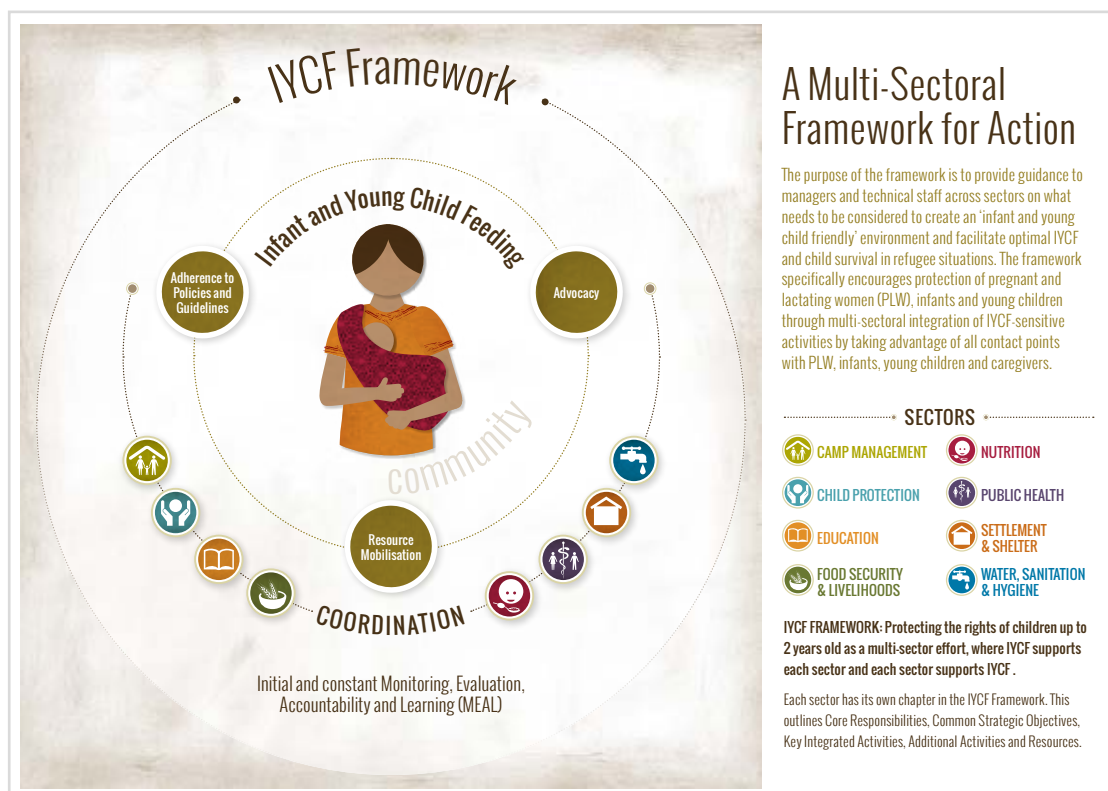 IYCF Framework
Infant and Young Child Feeding
Adherence to
Policies and
Guidelines
Advocacy
community
Resource
Mobilisation
COORDINATION
Initial and constant Monitoring, Evaluation,
Accountability and Learning (MEAL)
A Multi-Sectoral
Framework for Action
The purpose of the framework is to provide guidance to
managers and technical staff across sectors on what
needs to be considered to create an ‘infant and young
child friendly’ environment and facilitate optimal IYCF
and child survival in refugee situations. The framework
specifically encourages protection of pregnant and
lactating women (PLW), infants and young children
through multi-sectoral integration of IYCF-sensitive
activities by taking advantage of all contact points
with PLW, infants, young children and caregivers.
SECTORS
CAMP MANAGEMENT
NUTRITION
CHILD PROTECTION
PUBLIC HEALTH
EDUCATION
SETTLEMENT
& SHELTER
FOOD SECURITY
& LIVELIHOODS
WATER, SANITATION
& HYGIENE
IYCF FRAMEWORK: Protecting the rights of children up to
2 years old as a multi-sector effort, where IYCF supports
each sector and each sector supports IYCF .
Each sector has its own chapter in the IYCF Framework. This
outlines Core Responsibilities, Common Strategic Objectives,
Key Integrated Activities, Additional Activities and Resources.